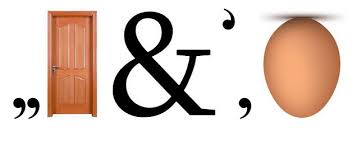 ,, & ’ ,